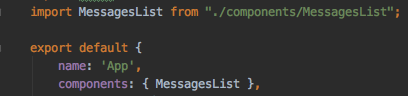 import MessagesList from "./components/MessagesList";
export default {
name: 'App',
components: { MessagesList },